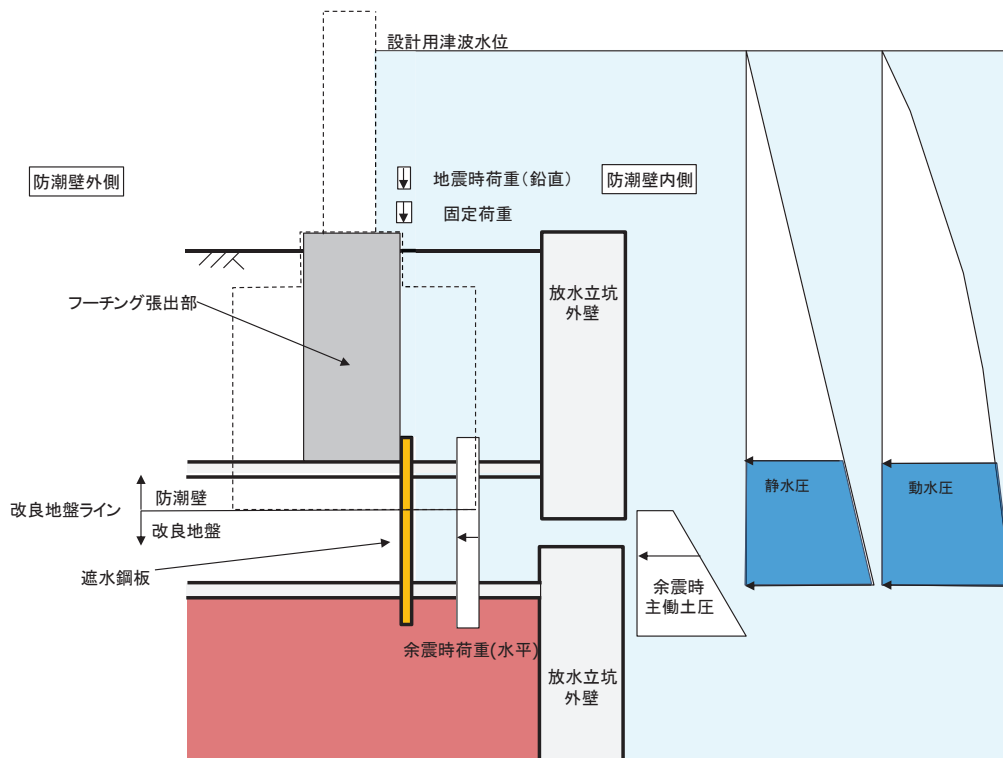 設計用津波水位
防潮壁外側
地震時荷重(鉛直)
防潮壁内側
固定荷重
フーチング張出部
放水立坑
外壁
改良地盤ライン
防潮壁
改良地盤
静水圧
動水圧
遮水鋼板
余震時
主働土圧
余震時荷重(水平)
放水立坑
外壁